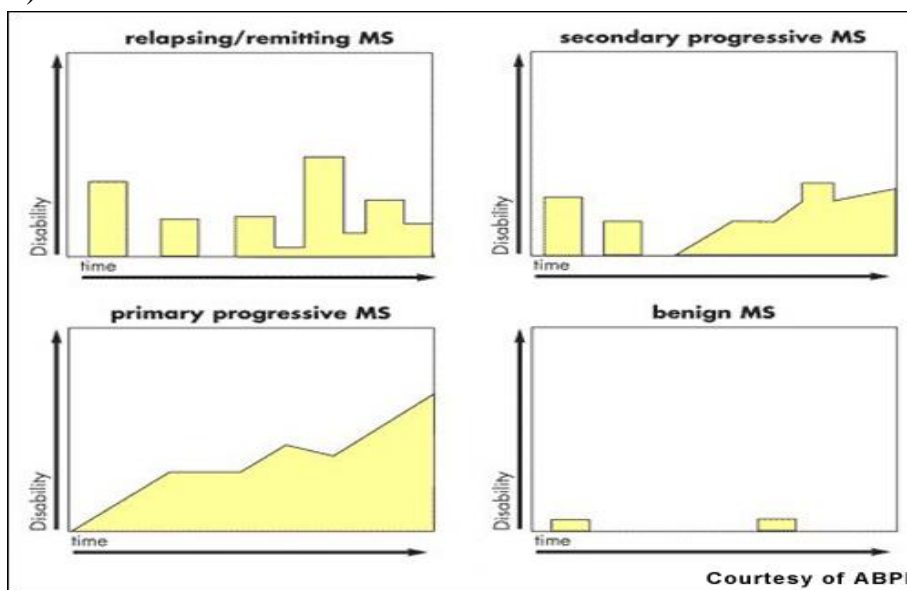 relapsing/remitting MS
Disability
time
secondary progressive MS
Disability
time
primary progressive MS
Disability
time
benign MS
Disability
time
Courtesy of ABPI